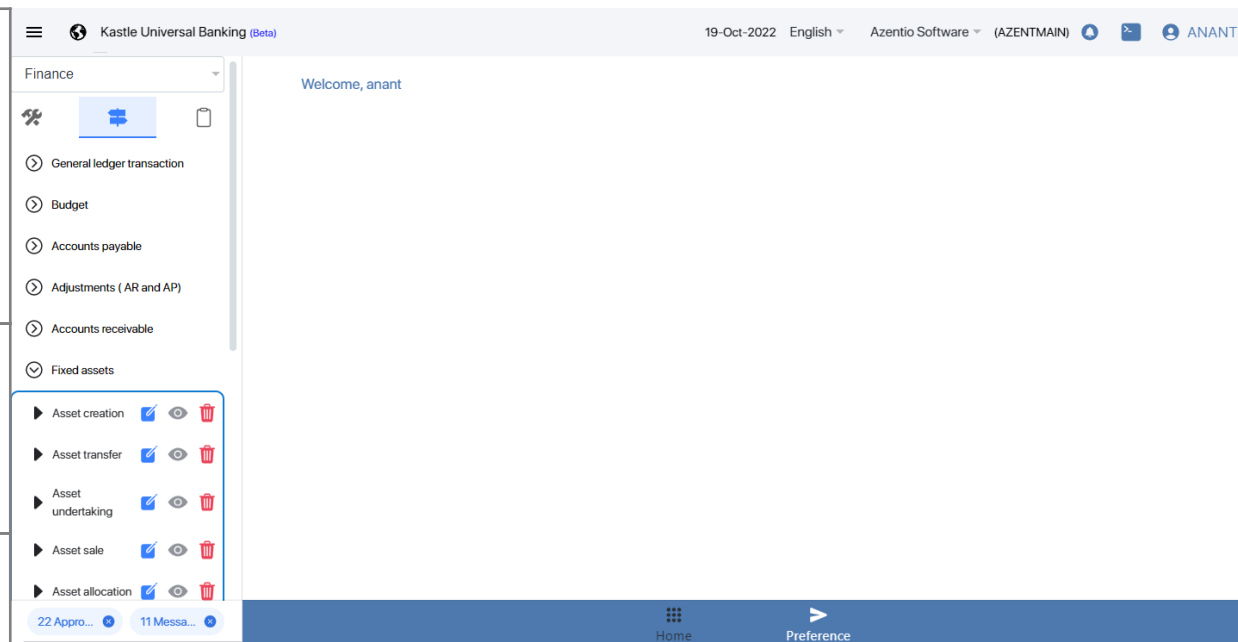 Kastle Universal Banking (Beta)
19-Oct-2022 English Azentio Software (AZENTMAIN) ANANT
Finance
Welcome, anant
General ledger transaction
Budget
Accounts payable
Adjustments ( AR and AP)
Accounts receivable
Fixed assets
Asset creation
Asset transfer
Asset
undertaking
Asset sale
Asset allocation
22 Appro...
11 Messa...
Home
Preference